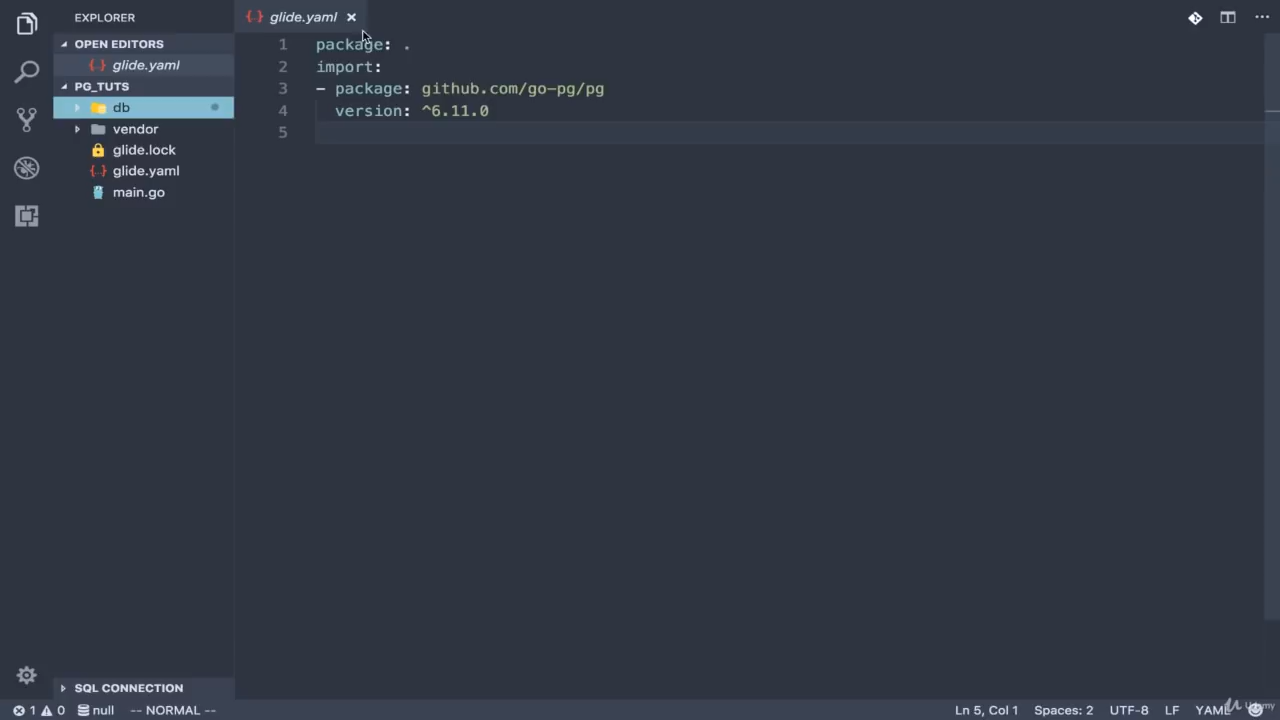 EXPLORER
OPEN EDITORS
glide.yaml
PG_TUTS
db
vendor
glide.lock
glide.yaml
main.go
SQL CONNECTION
glide.yaml ×
1 package: .
2 import:
3 - package: github.com/go-pg/pg
4 version: ^6.11.0
5
1 0 null -- NORMAL -- Ln 5, Col 1 Spaces: 2 UTF-8 LF YAML
Udemy